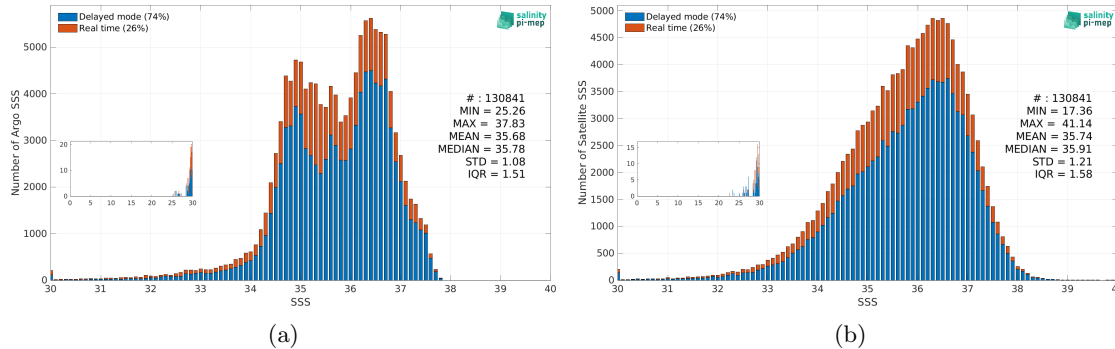 Delayed mode (74%)
Real time (26%)
salinity
pi-mep
Number of Argo SSS
5000
4000
3000
2000
1000
0
# : 130841
MIN = 25.26
MAX = 37.83
MEAN = 35.68
MEDIAN = 35.78
STD = 1.08
IQR = 1.51
20
10
0
0 5 10 15 20 25 30
30 31 32 33 34 35 36 37 38 39 40
SSS
(a)
Delayed mode (74%)
Real time (26%)
salinity
pi-mep
Number of Satellite SSS
5000
4500
4000
3500
3000
2500
2000
1500
1000
500
0
# : 130841
MIN = 17.36
MAX = 41.14
MEAN = 35.74
MEDIAN = 35.91
STD = 1.21
IQR = 1.58
15
10
5
0
0 5 10 15 20 25 30
30 31 32 33 34 35 36 37 38 39
SSS
(b)